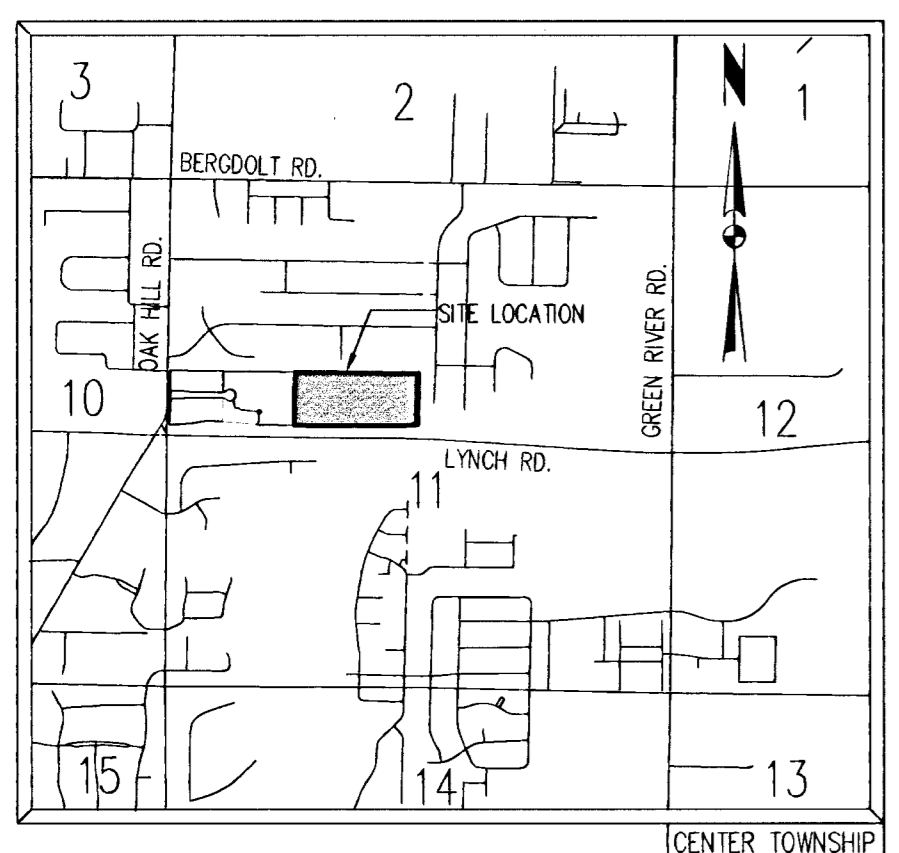 3
2
N
1
BERGDOLT RD.
OAK HILL RD.
GREEN RIVER RD.
SITE LOCATION
10
12
LYNCH RD.
11
15
14
13
CENTER TOWNSHIP